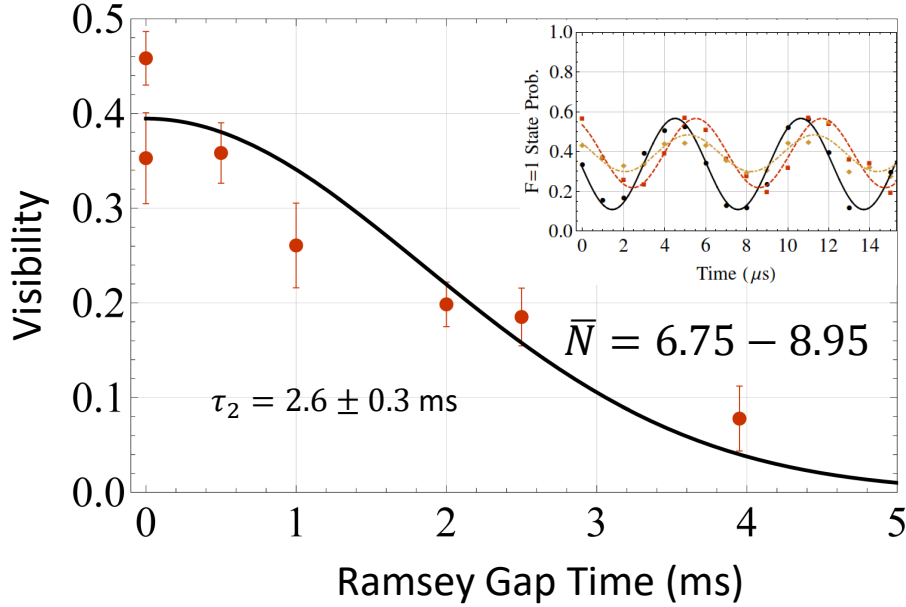 0.5
0.4
0.3
0.2
0.1
0.0
Visibility
0 1 2 3 4 5
Ramsey Gap Time (ms)
τ₂ = 2.6 ± 0.3 ms
N̅ = 6.75 − 8.95
1.0
0.8
0.6
0.4
0.2
0.0
F=1 State Prob.
0 2 4 6 8 10 12 14
Time (μs)